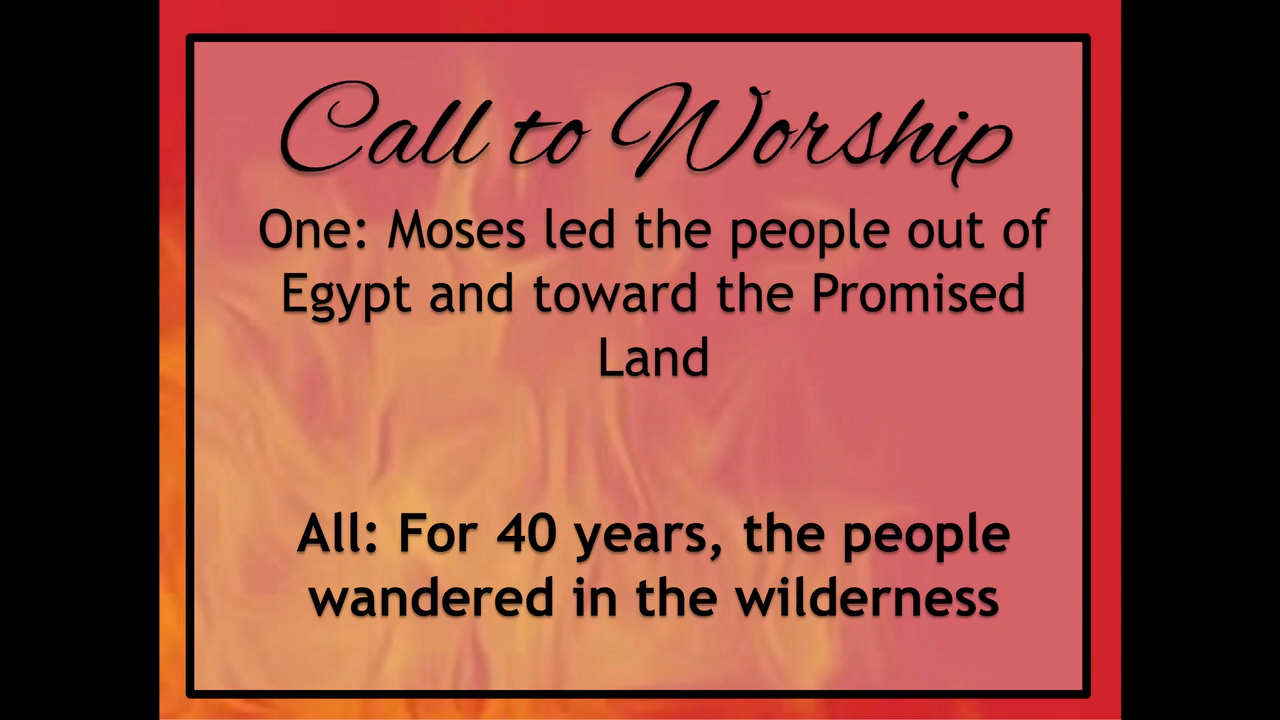 Call to Worship
One: Moses led the people out of
Egypt and toward the Promised
Land
All: For 40 years, the people
wandered in the wilderness